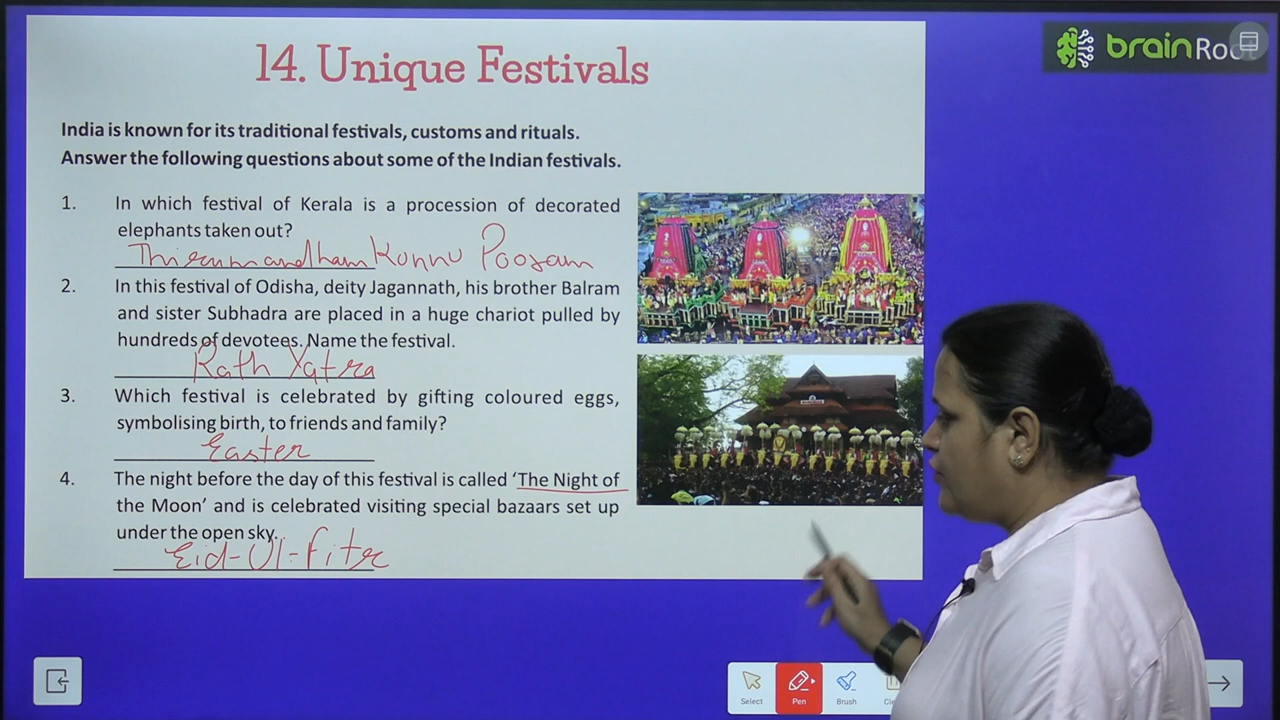 14. Unique Festivals
brainRoot
India is known for its traditional festivals, customs and rituals.
Answer the following questions about some of the Indian festivals.
1. In which festival of Kerala is a procession of decorated
elephants taken out?
Thirumandham Kunnu Pooram
2. In this festival of Odisha, deity Jagannath, his brother Balram
and sister Subhadra are placed in a huge chariot pulled by
hundreds of devotees. Name the festival.
Rath Yatra
3. Which festival is celebrated by gifting coloured eggs,
symbolising birth, to friends and family?
Easter
4. The night before the day of this festival is called ‘The Night of
the Moon’ and is celebrated visiting special bazaars set up
under the open sky.
Eid-Ul-Fitr
Select Pen Brush